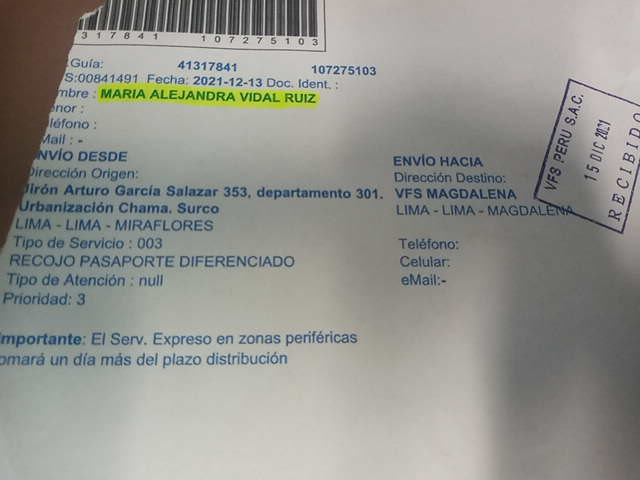 317841 107275103
Guía: 41317841 107275103
S:00841491 Fecha: 2021-12-13 Doc. Ident. :
mbre : MARIA ALEJANDRA VIDAL RUIZ
enor :
léfono :
Mail : -
NVÍO DESDE
Dirección Origen:
Jirón Arturo García Salazar 353, departamento 301.
Urbanización Chama. Surco
LIMA - LIMA - MIRAFLORES
Tipo de Servicio : 003
RECOJO PASAPORTE DIFERENCIADO
Tipo de Atención : null
Prioridad: 3
ENVÍO HACIA
Dirección Destino:
VFS MAGDALENA
LIMA - LIMA - MAGDALENA
Teléfono:
Celular:
eMail:-
mportante: El Serv. Expreso en zonas periféricas
omará un día más del plazo distribución
VFS PERU S.A.C.
15 DIC 2021
RECIBIDO